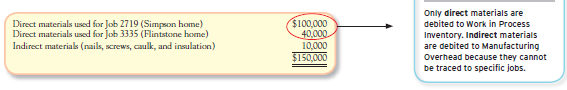 Direct materials used for Job 2719 (Simpson home) $100,000
Direct materials used for Job 3335 (Flintstone home) 40,000
Indirect materials (nails, screws, caulk, and insulation) 10,000
$150,000
Only direct materials are
debited to Work in Process
Inventory. Indirect materials
are debited to Manufacturing
Overhead because they cannot
be traced to specific jobs.